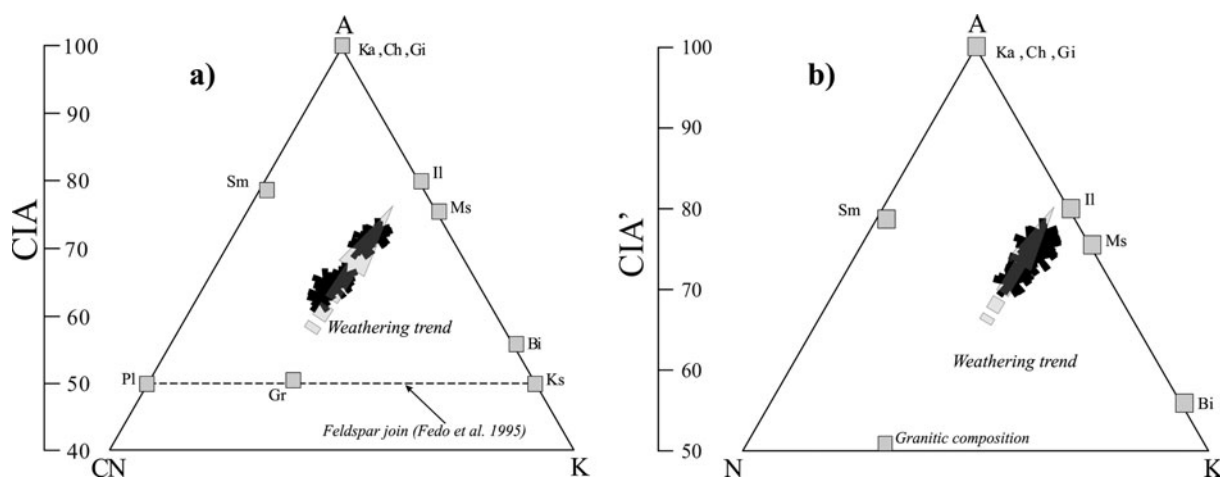 a)
CIA
100
90
80
70
60
50
40
A
Ka ,Ch ,Gi
Sm
Il
Ms
Weathering trend
Bi
Pl
Gr
Ks
Feldspar join (Fedo et al. 1995)
CN
K
b)
CIA’
100
90
80
70
60
50
A
Ka , Ch , Gi
Sm
Il
Ms
Weathering trend
Bi
Granitic composition
N
K